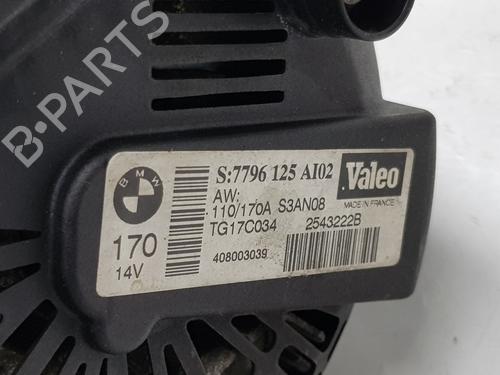 B-PARTS
BMW
S:7796 125 AI02
Valeo
AW:
MADE IN FRANCE
110/170A S3AN08
170
TG17C034
2543222B
14V
408003039